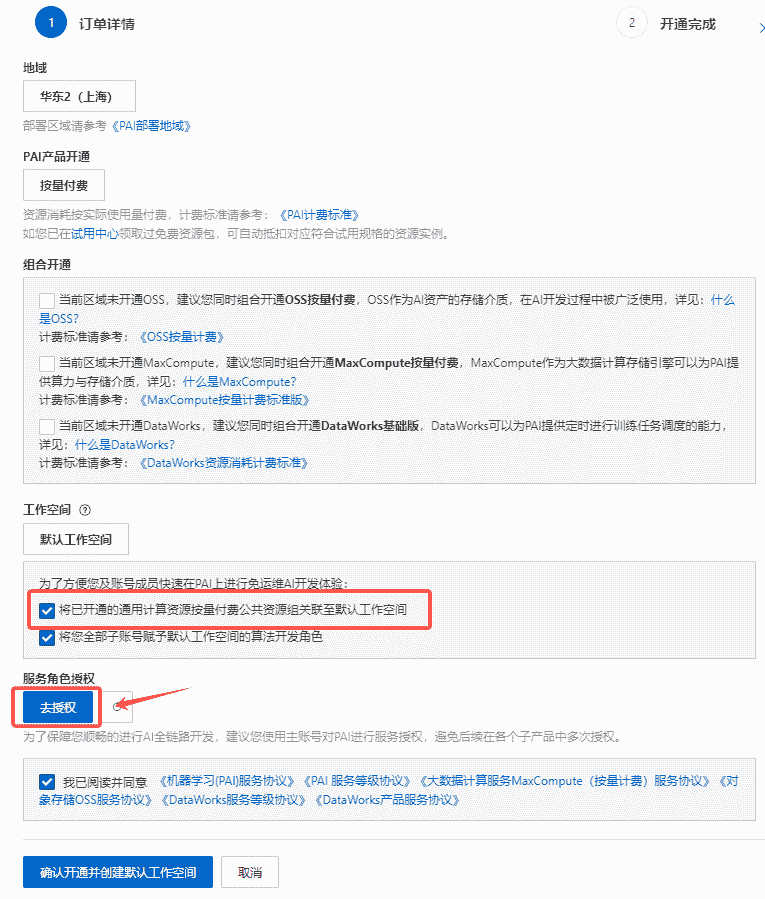 1 订单详情 2 开通完成
地域
华东2（上海）
部署区域请参考《PAI部署地域》
PAI产品开通
按量付费
资源消耗按实际使用量付费，计费标准请参考：《PAI计费标准》
如您已在试用中心领取过免费资源包，可自动抵扣对应符合试用规格的资源实例。
组合开通
当前区域未开通OSS，建议您同时组合开通OSS按量付费，OSS作为AI资产的存储介质，在AI开发过程中被广泛使用，详见：什么
是OSS?
计费标准请参考：《OSS按量计费》
当前区域未开通MaxCompute，建议您同时组合开通MaxCompute按量付费，MaxCompute作为大数据计算存储引擎可以为PAI提
供算力与存储介质，详见：什么是MaxCompute?
计费标准请参考：《MaxCompute按量计费标准版》
当前区域未开通DataWorks，建议您同时组合开通DataWorks基础版，DataWorks可以为PAI提供定时进行训练任务调度的能力，
详见：什么是DataWorks?
计费标准请参考：《DataWorks资源消耗计费标准》
工作空间 ?
默认工作空间
为了方便您及账号成员快速在PAI上进行免运维AI开发体验：
将已开通的通用计算资源按量付费公共资源组关联至默认工作空间
将您全部子账号赋予默认工作空间的算法开发角色
服务角色授权
去授权
为了保障您顺畅的进行AI全链路开发，建议您使用主账号对PAI进行服务授权，避免后续在各个子产品中多次授权。
我已阅读并同意 《机器学习(PAI)服务协议》《PAI 服务等级协议》《大数据计算服务MaxCompute（按量计费）服务协议》《对
象存储OSS服务协议》《DataWorks服务等级协议》《DataWorks产品服务协议》
确认开通并创建默认工作空间 取消